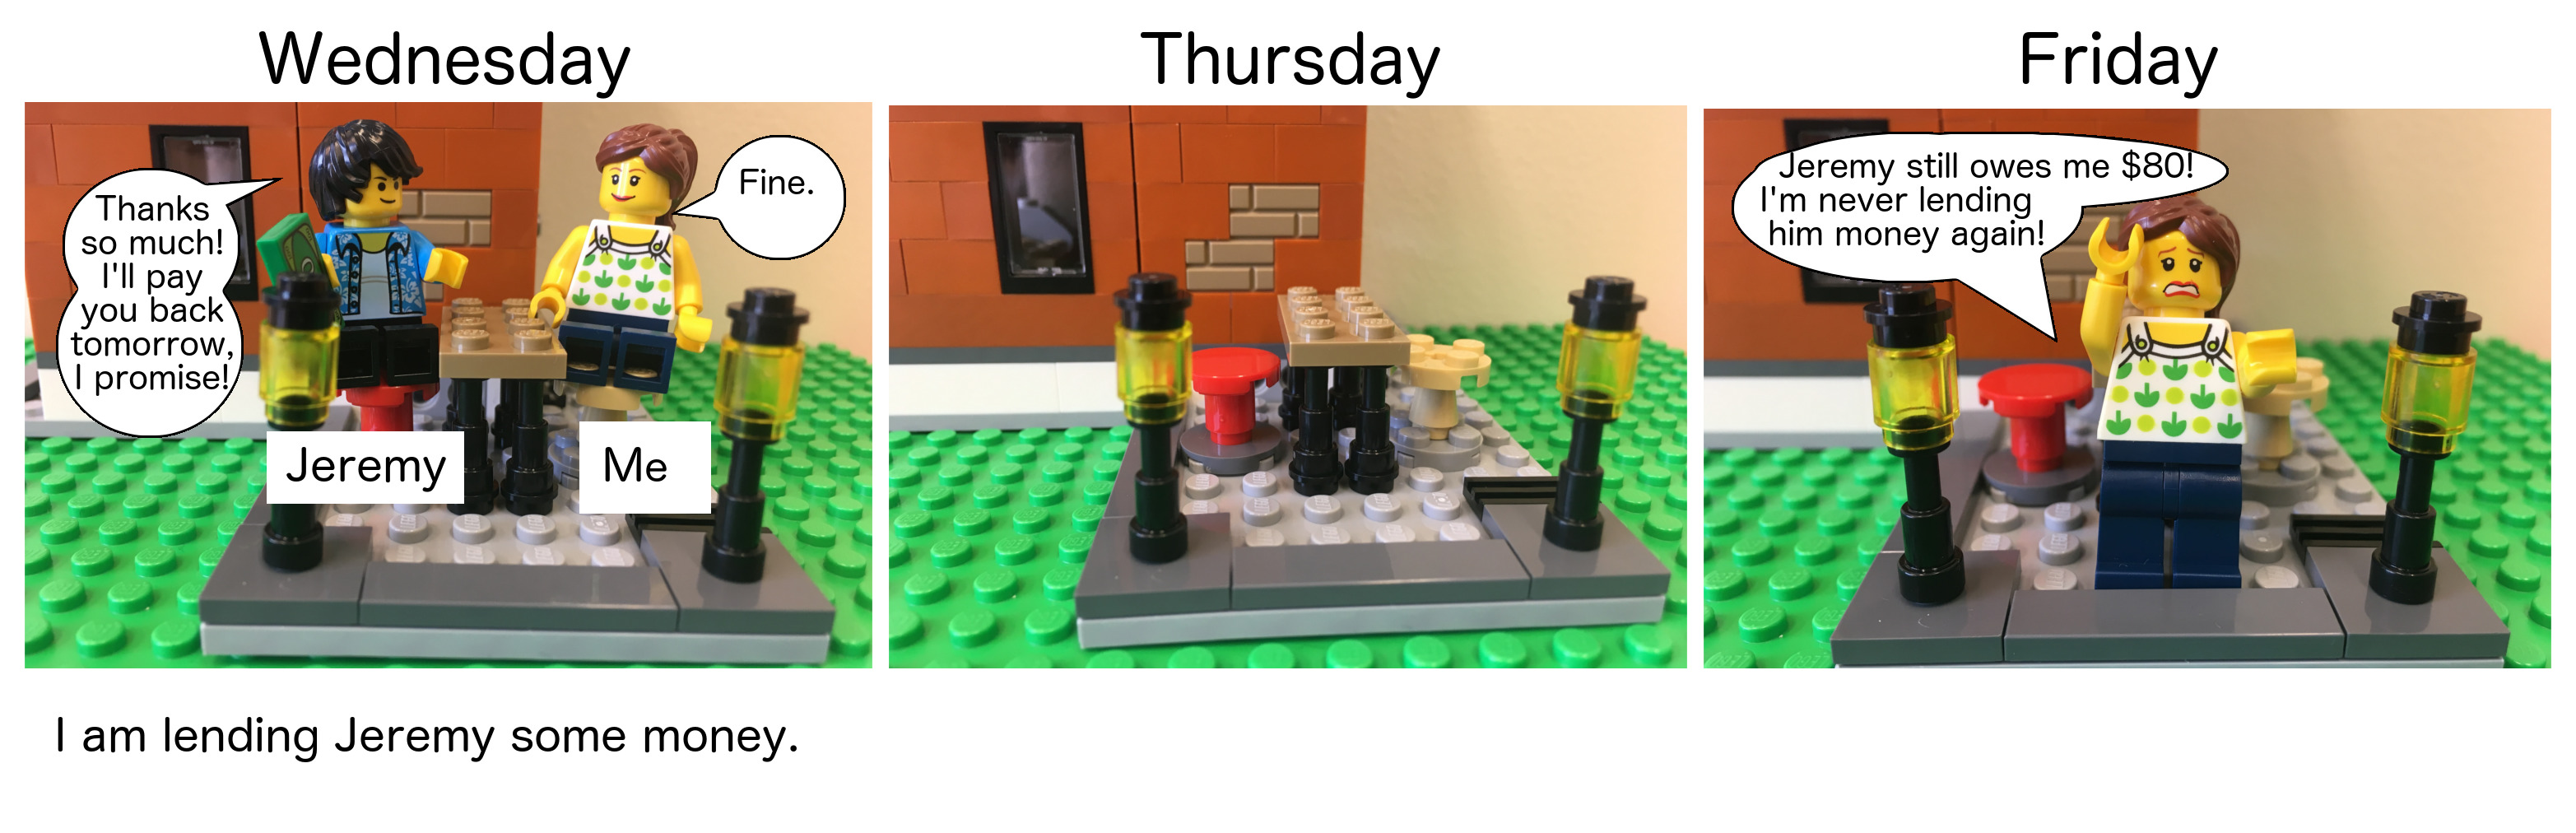 Wednesday
Thanks
so much!
I'll pay
you back
tomorrow,
I promise!
Fine.
Jeremy
Me
I am lending Jeremy some money.
Thursday
Friday
Jeremy still owes me $80!
I'm never lending
him money again!